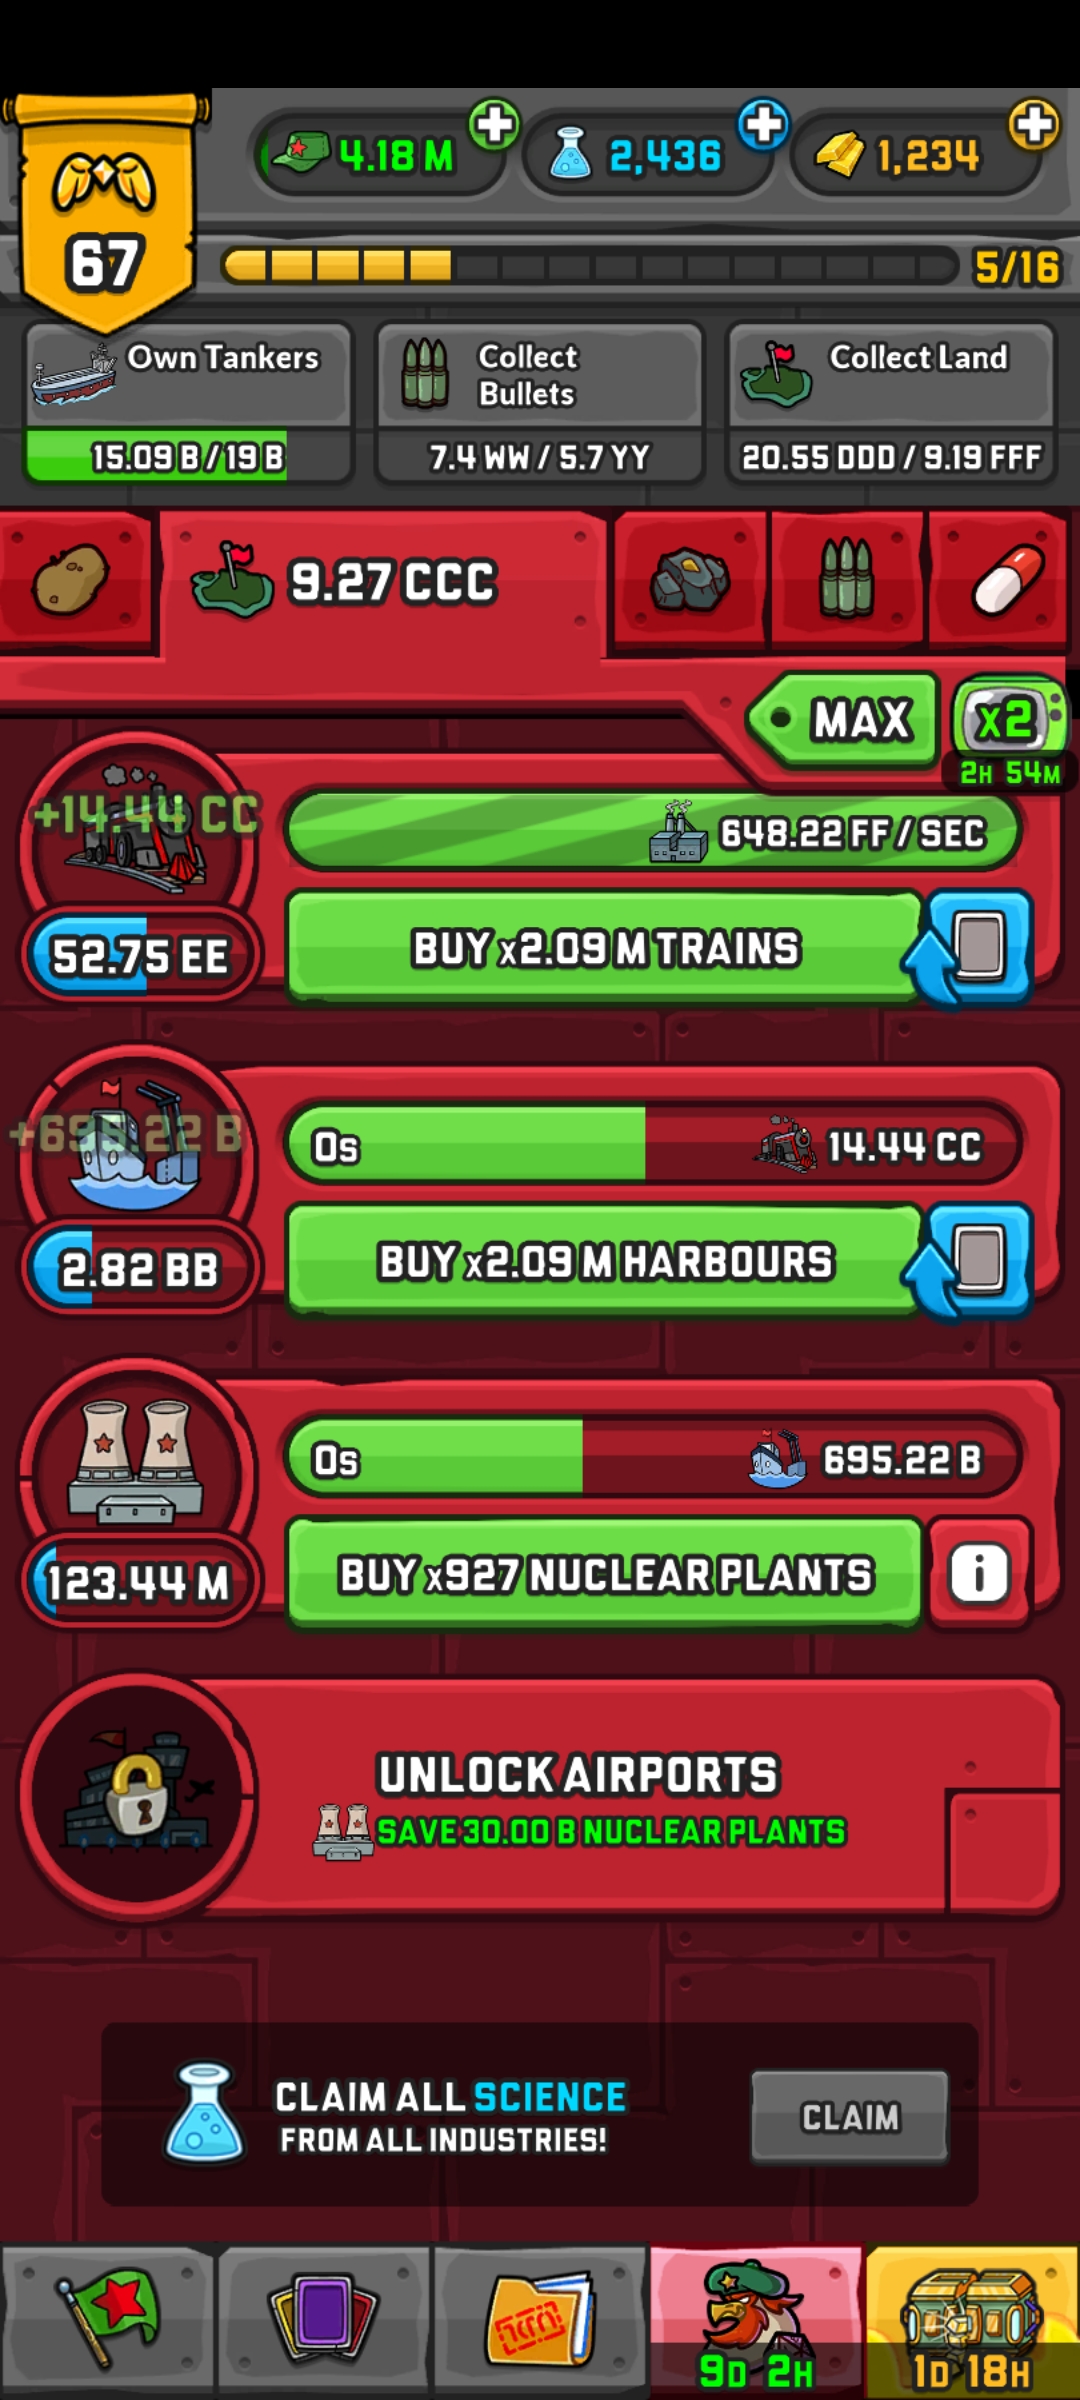 67
4.18 M
2,436
1,234
5/16
Own Tankers
15.09 B / 19 B
Collect
Bullets
7.4 WW / 5.7 YY
Collect Land
20.55 DDD / 9.19 FFF
9.27 CCC
MAX
x2
2H 54M
+14.44 CC
648.22 FF / SEC
52.75 EE
BUY x2.09 M TRAINS
+695.22 B
0s
14.44 CC
2.82 BB
BUY x2.09 M HARBOURS
0s
695.22 B
123.44 M
BUY x927 NUCLEAR PLANTS
i
UNLOCK AIRPORTS
SAVE 30.00 B NUCLEAR PLANTS
CLAIM ALL SCIENCE
FROM ALL INDUSTRIES!
CLAIM
9D 2H
1D 18H